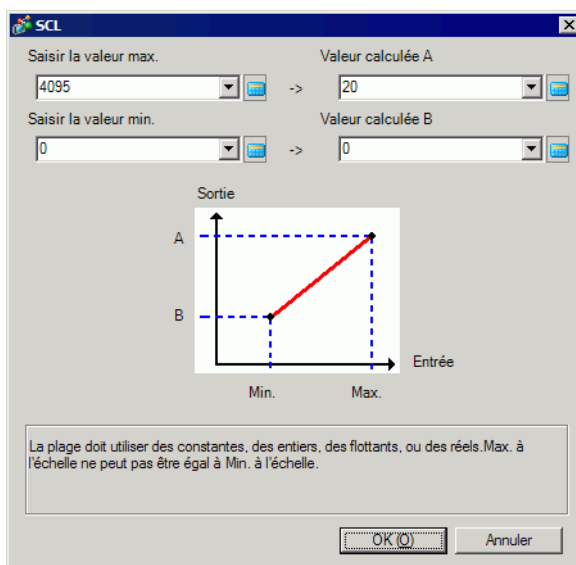 SCL
Saisir la valeur max.
Valeur calculée A
4095
->
20
Saisir la valeur min.
Valeur calculée B
0
->
0
Sortie
A
B
Entrée
Min.
Max.
La plage doit utiliser des constantes, des entiers, des flottants, ou des réels.Max. à
l'échelle ne peut pas être égal à Min. à l'échelle.
OK (O)
Annuler